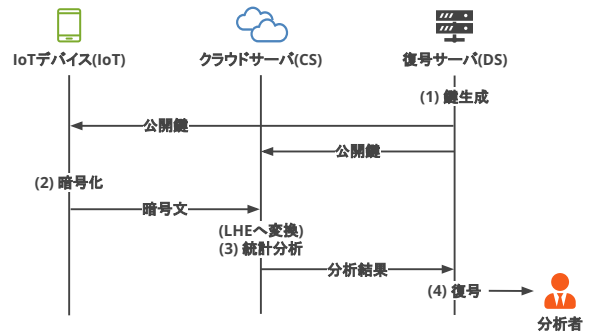 IoTデバイス(IoT)
クラウドサーバ(CS)
復号サーバ(DS)
(1) 鍵生成
公開鍵
公開鍵
(2) 暗号化
暗号文
(LHEへ変換)
(3) 統計分析
分析結果
(4) 復号
分析者